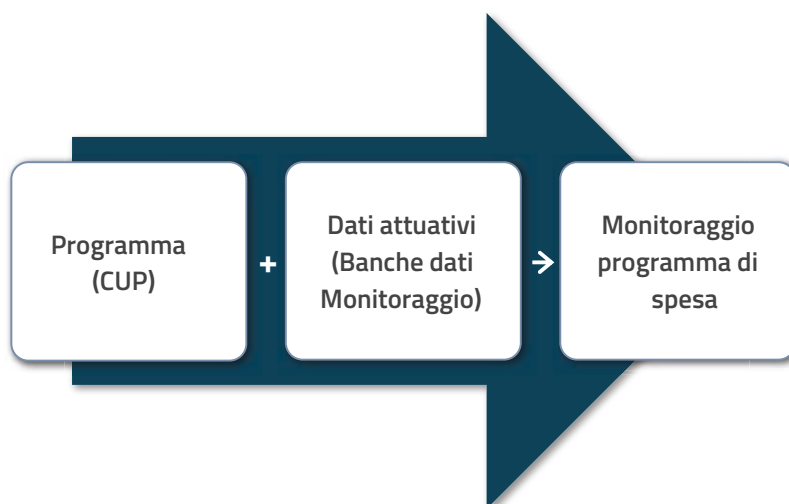 Programma
(CUP)
+
Dati attuativi
(Banche dati
Monitoraggio)
→
Monitoraggio
programma di
spesa